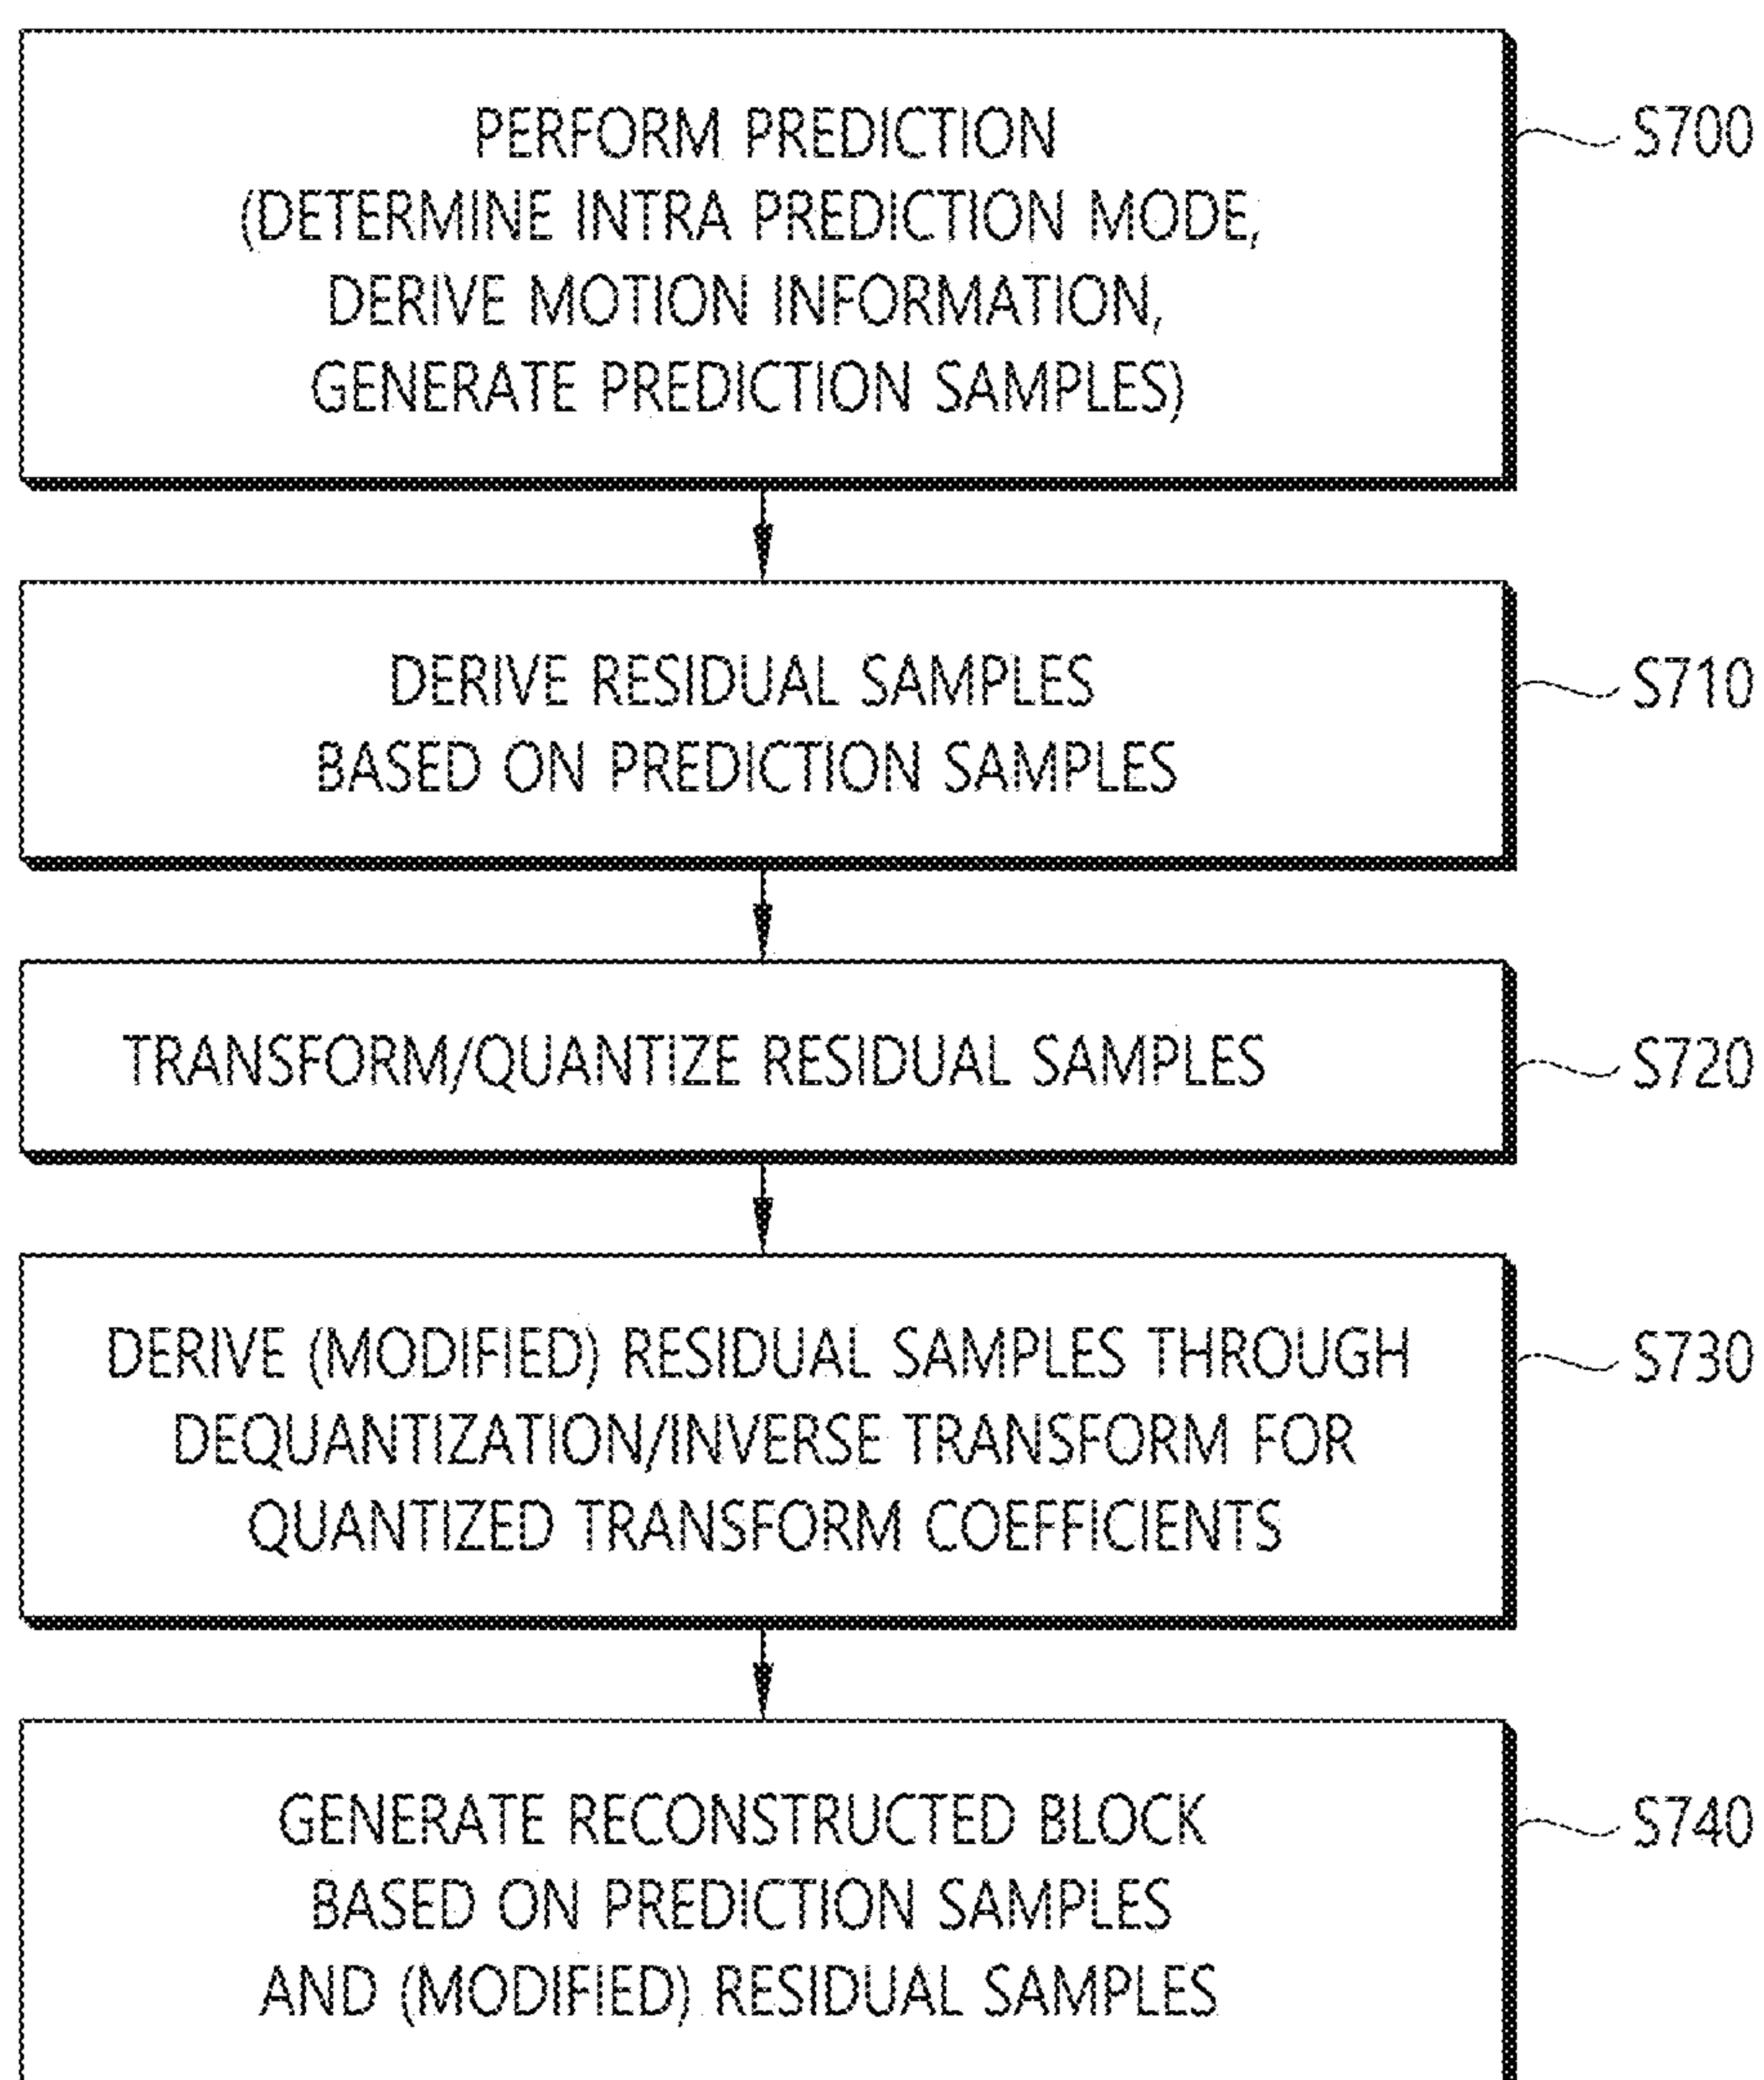 PERFORM PREDICTION
(DETERMINE INTRA PREDICTION MODE,
DERIVE MOTION INFORMATION,
GENERATE PREDICTION SAMPLES)
S700
DERIVE RESIDUAL SAMPLES
BASED ON PREDICTION SAMPLES
S710
TRANSFORM/QUANTIZE RESIDUAL SAMPLES
S720
DERIVE (MODIFIED) RESIDUAL SAMPLES THROUGH
DEQUANTIZATION/INVERSE TRANSFORM FOR
QUANTIZED TRANSFORM COEFFICIENTS
S730
GENERATE RECONSTRUCTED BLOCK
BASED ON PREDICTION SAMPLES
AND (MODIFIED) RESIDUAL SAMPLES
S740